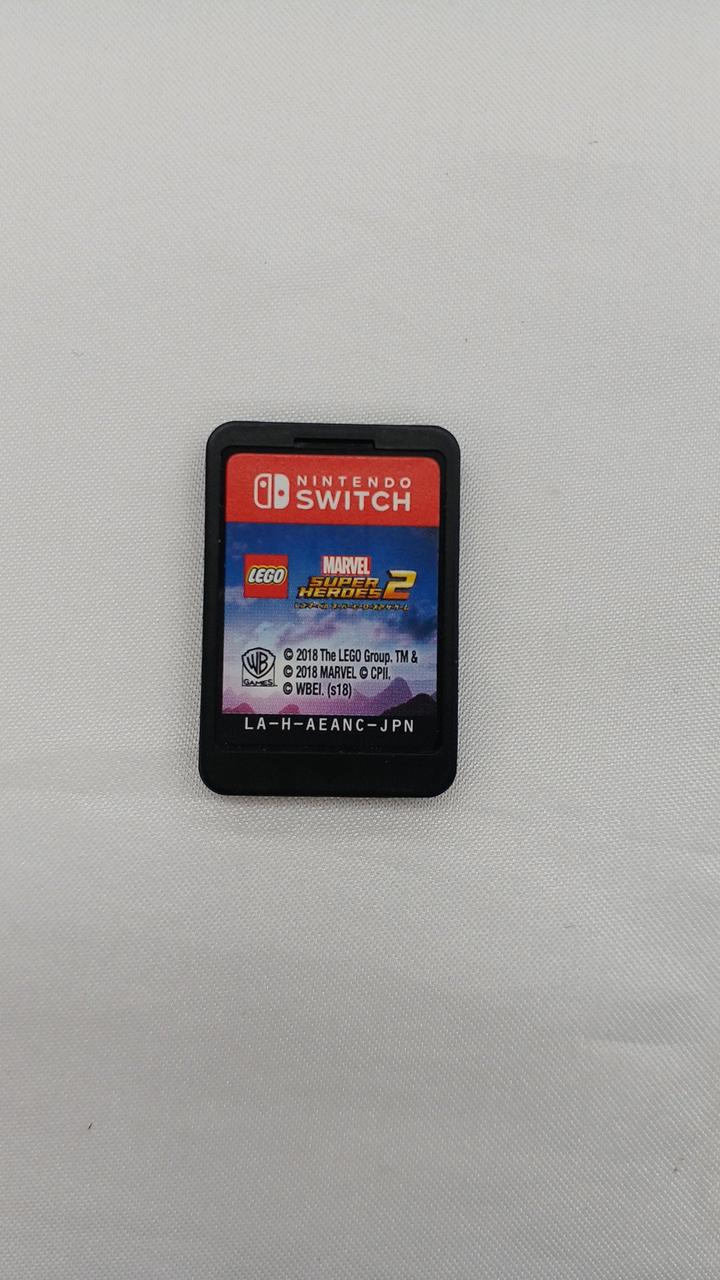 NINTENDO
SWITCH
LEGO
MARVEL
SUPER
HEROES 2
WB
GAMES
© 2018 The LEGO Group. TM &
© 2018 MARVEL © CPII.
© WBEI. (s18)
LA-H-AEANC-JPN